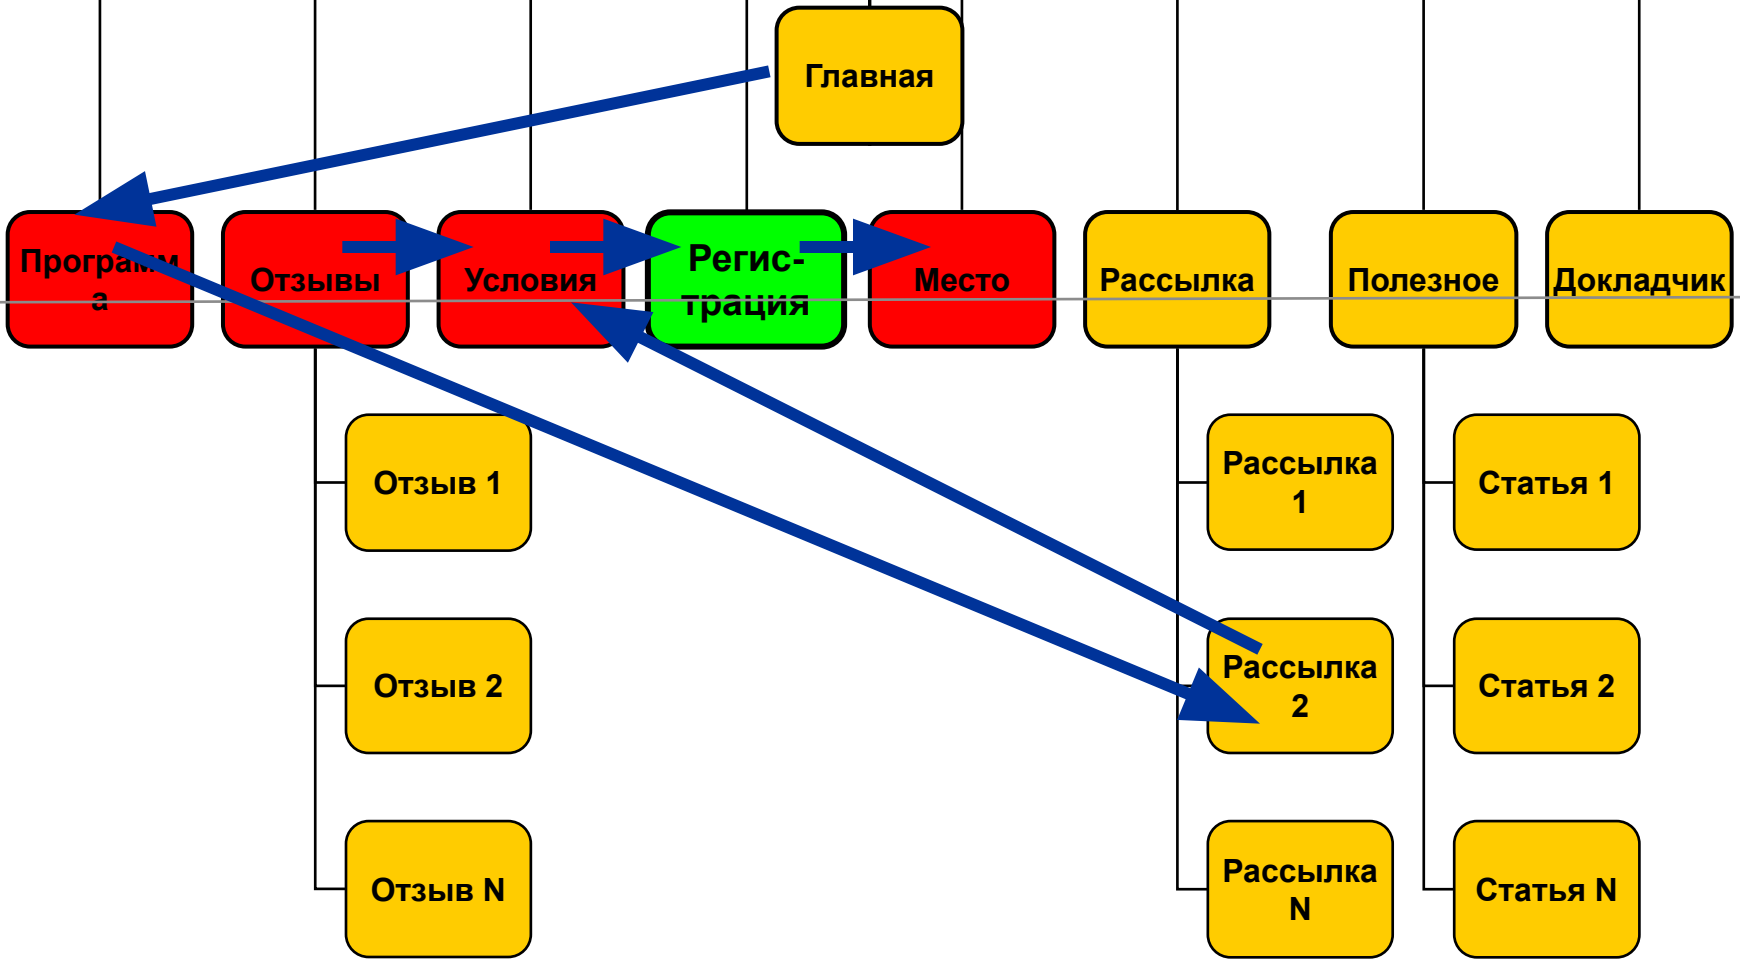 Главная
Программ
а
Отзывы
Условия
Регис-
трация
Место
Рассылка
Полезное
Докладчик
Отзыв 1
Рассылка
1
Статья 1
Отзыв 2
Рассылка
2
Статья 2
Отзыв N
Рассылка
N
Статья N